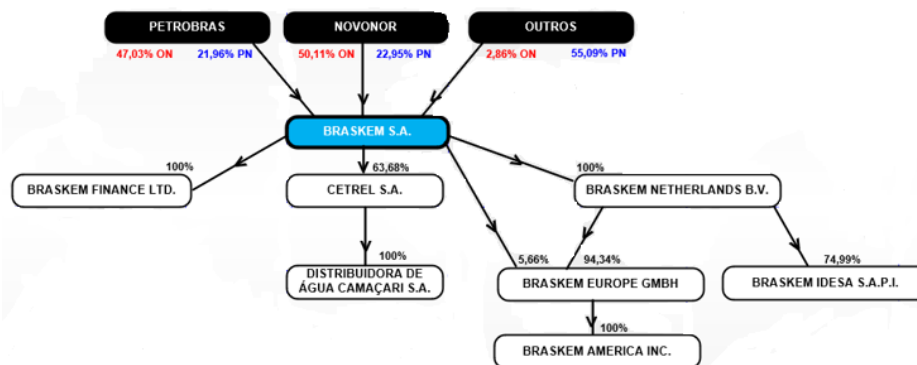 PETROBRAS NOVONOR OUTROS
47,03% ON 21,96% PN 50,11% ON 22,95% PN 2,86% ON 55,09% PN
BRASKEM S.A.
100% 63,68% 100%
BRASKEM FINANCE LTD. CETREL S.A. BRASKEM NETHERLANDS B.V.
100% 5,66% 94,34% 74,99%
DISTRIBUIDORA DE
ÁGUA CAMAÇARI S.A.
BRASKEM EUROPE GMBH BRASKEM IDESA S.A.P.I.
100%
BRASKEM AMERICA INC.